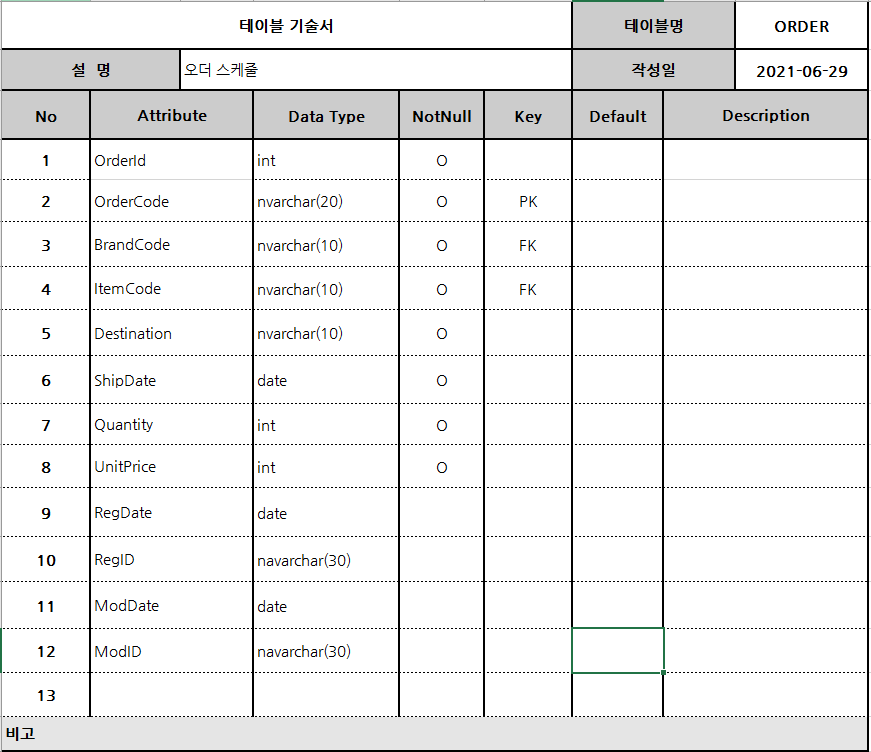 테이블 기술서 테이블명 ORDER
설 명 오더 스케줄 작성일 2021-06-29
No Attribute Data Type NotNull Key Default Description
1 OrderId int O
2 OrderCode nvarchar(20) O PK
3 BrandCode nvarchar(10) O FK
4 ItemCode nvarchar(10) O FK
5 Destination nvarchar(10) O
6 ShipDate date O
7 Quantity int O
8 UnitPrice int O
9 RegDate date
10 RegID navarchar(30)
11 ModDate date
12 ModID navarchar(30)
13
비고